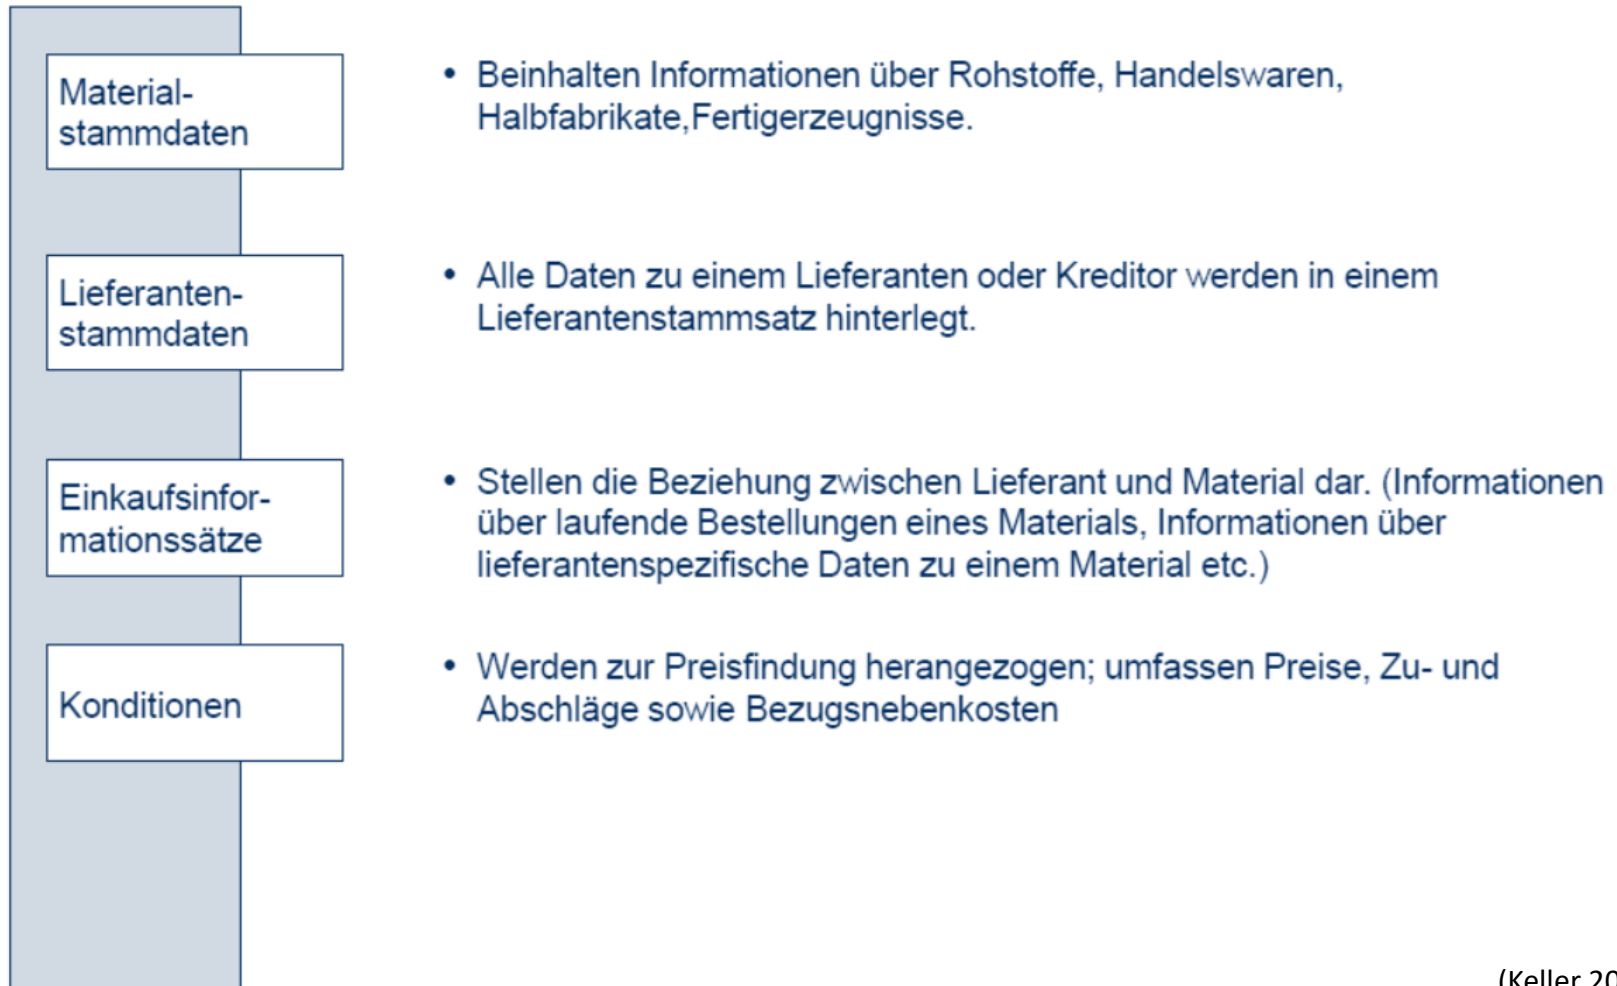 Material-
stammdaten
• Beinhalten Informationen über Rohstoffe, Handelswaren,
Halbfabrikate,Fertigerzeugnisse.
Lieferanten-
stammdaten
• Alle Daten zu einem Lieferanten oder Kreditor werden in einem
Lieferantenstammsatz hinterlegt.
Einkaufsinfor-
mationssätze
• Stellen die Beziehung zwischen Lieferant und Material dar. (Informationen
über laufende Bestellungen eines Materials, Informationen über
lieferantenspezifische Daten zu einem Material etc.)
Konditionen
• Werden zur Preisfindung herangezogen; umfassen Preise, Zu- und
Abschläge sowie Bezugsnebenkosten
(Keller 20